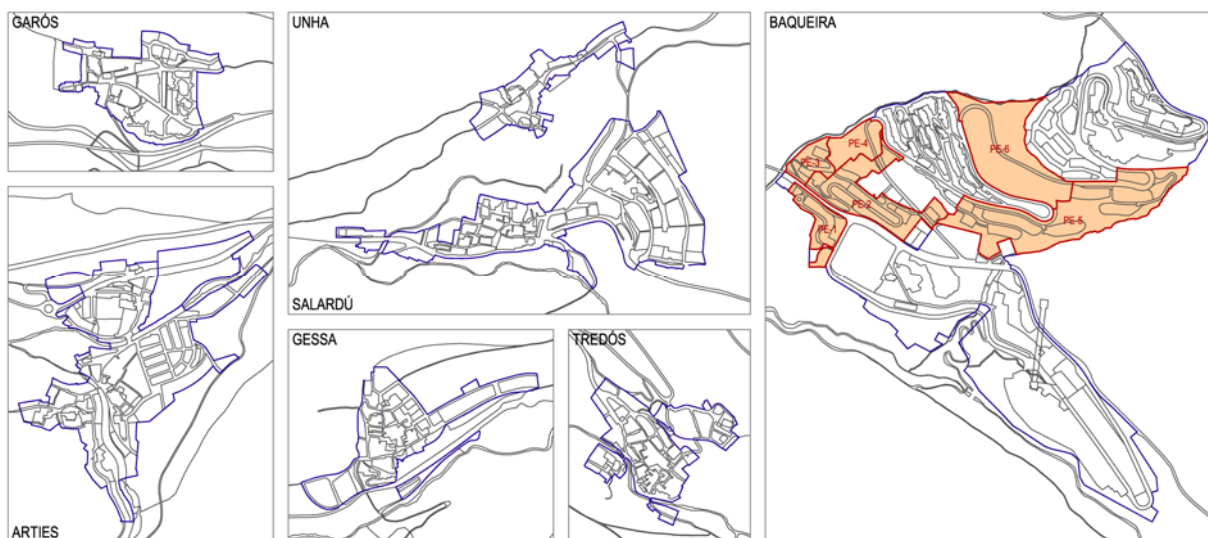 GARÓS
UNHA
BAQUEIRA
PE-4
PE-6
PE-3
PE-2
PE-1
PE-5
SALARDÚ
GESSA
TREDÓS
ARTIES